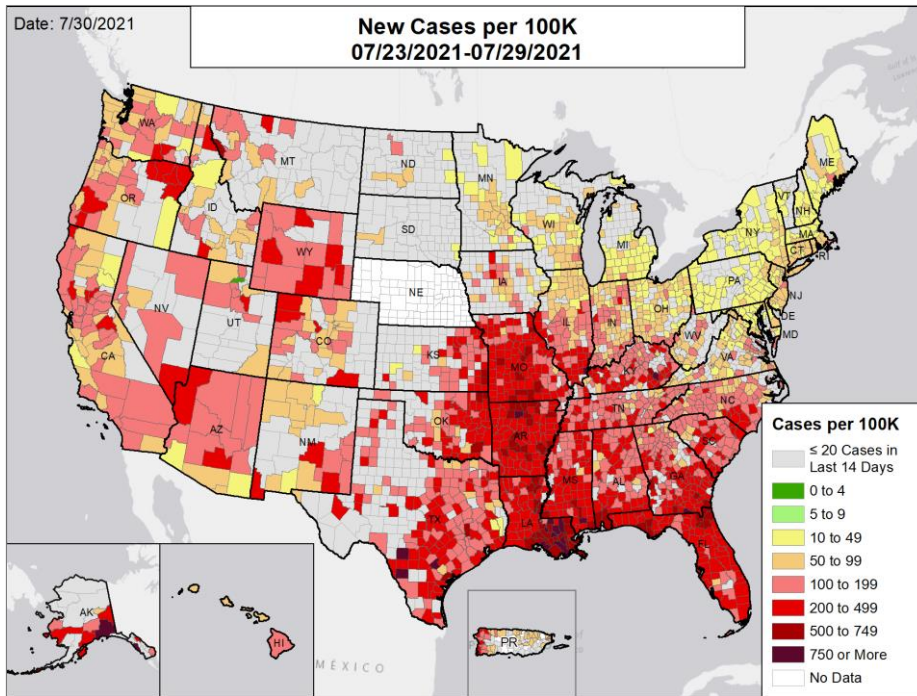 Date: 7/30/2021
New Cases per 100K
07/23/2021-07/29/2021
WA
MT
ND
MN
ME
OR
ID
SD
WI
MI
VT
NH
NY
MA
CT
RI
WY
IA
PA
NJ
NE
NV
UT
CO
IL
IN
OH
DE
MD
WV
VA
CA
KS
MO
KY
AZ
NM
OK
AR
TN
NC
SC
TX
LA
MS
AL
GA
FL
AK
HI
PR
MÉXICO
Cases per 100K
≤ 20 Cases in
Last 14 Days
0 to 4
5 to 9
10 to 49
50 to 99
100 to 199
200 to 499
500 to 749
750 or More
No Data